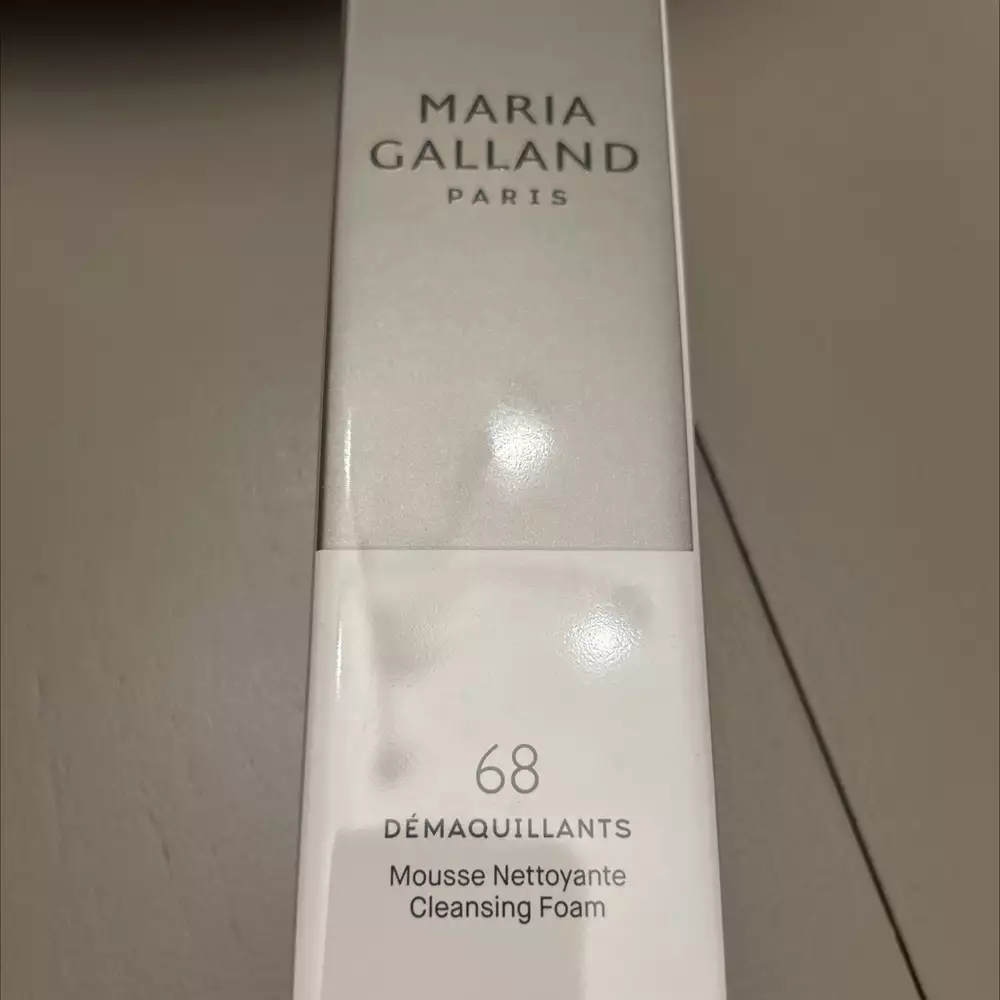 MARIA
GALLAND
PARIS
68
DÉMAQUILLANTS
Mousse Nettoyante
Cleansing Foam